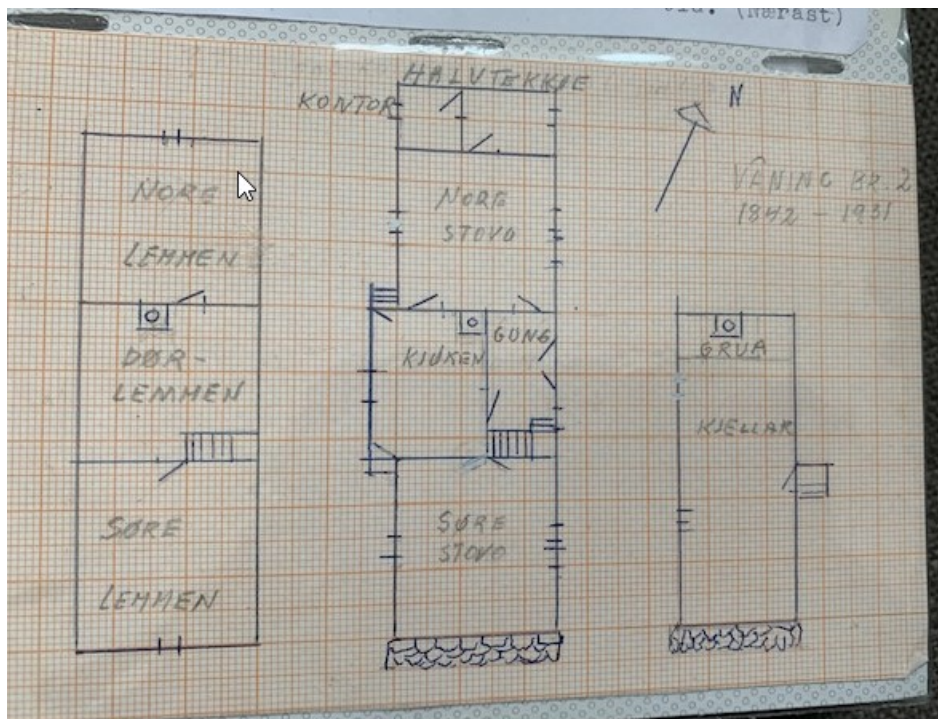 (Nærast)
HALVTEKKJE
KONTOR
N
VÅNING NR. 2
1842 - 1931
NORE
LEMMEN
NORE
STOVO
DØR-
LEMMEN
KJØKEN
GONG
GRUA
KJELLAR
SØRE
LEMMEN
SØRE
STOVO